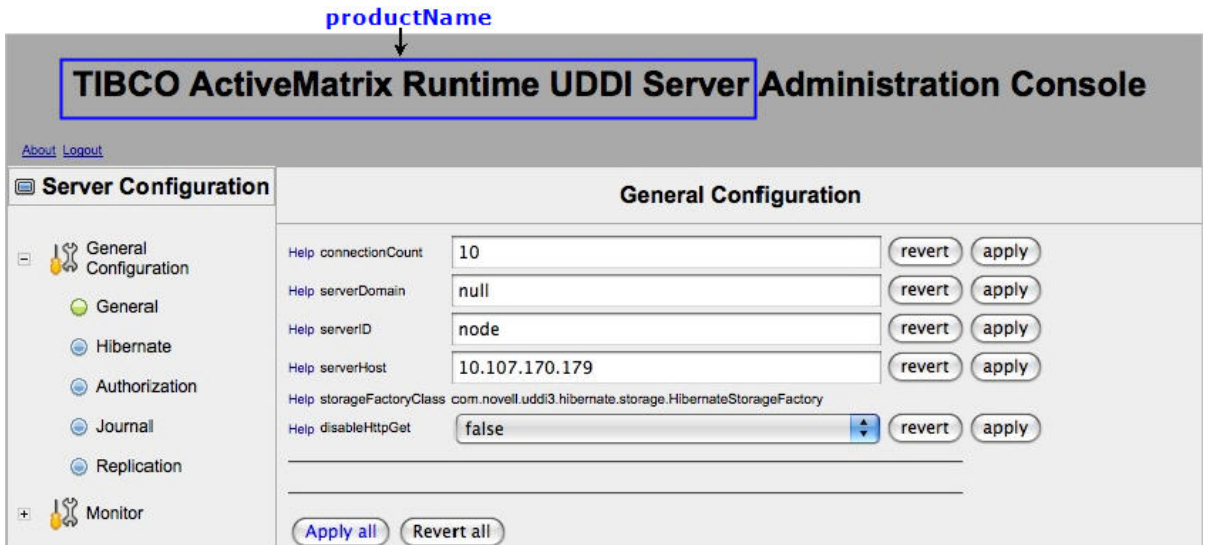 productName
TIBCO ActiveMatrix Runtime UDDI Server Administration Console
About Logout
Server Configuration
General Configuration
General
Hibernate
Authorization
Journal
Replication
Monitor
General Configuration
Help connectionCount 10 revert apply
Help serverDomain null revert apply
Help serverID node revert apply
Help serverHost 10.107.170.179 revert apply
Help storageFactoryClass com.novell.uddi3.hibernate.storage.HibernateStorageFactory
Help disableHttpGet false revert apply
Apply all Revert all